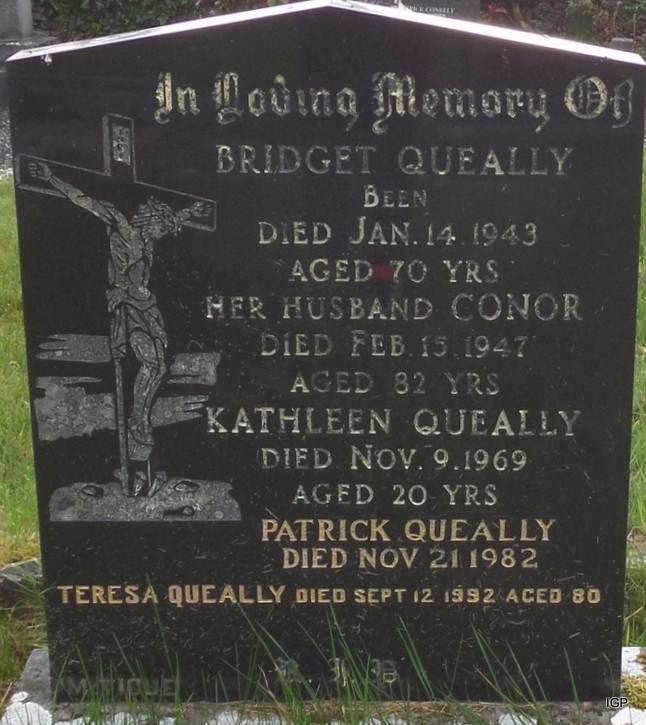 In Loving Memory Of
BRIDGET QUEALLY
BEEN
DIED JAN. 14. 1943
AGED 70 YRS
HER HUSBAND CONOR
DIED FEB. 15. 1947
AGED 82 YRS
KATHLEEN QUEALLY
DIED NOV. 9. 1969
AGED 20 YRS
PATRICK QUEALLY
DIED NOV 21 1982
TERESA QUEALLY DIED SEPT 12 1992 AGED 80
R. I. P
McTIGUE
IGP